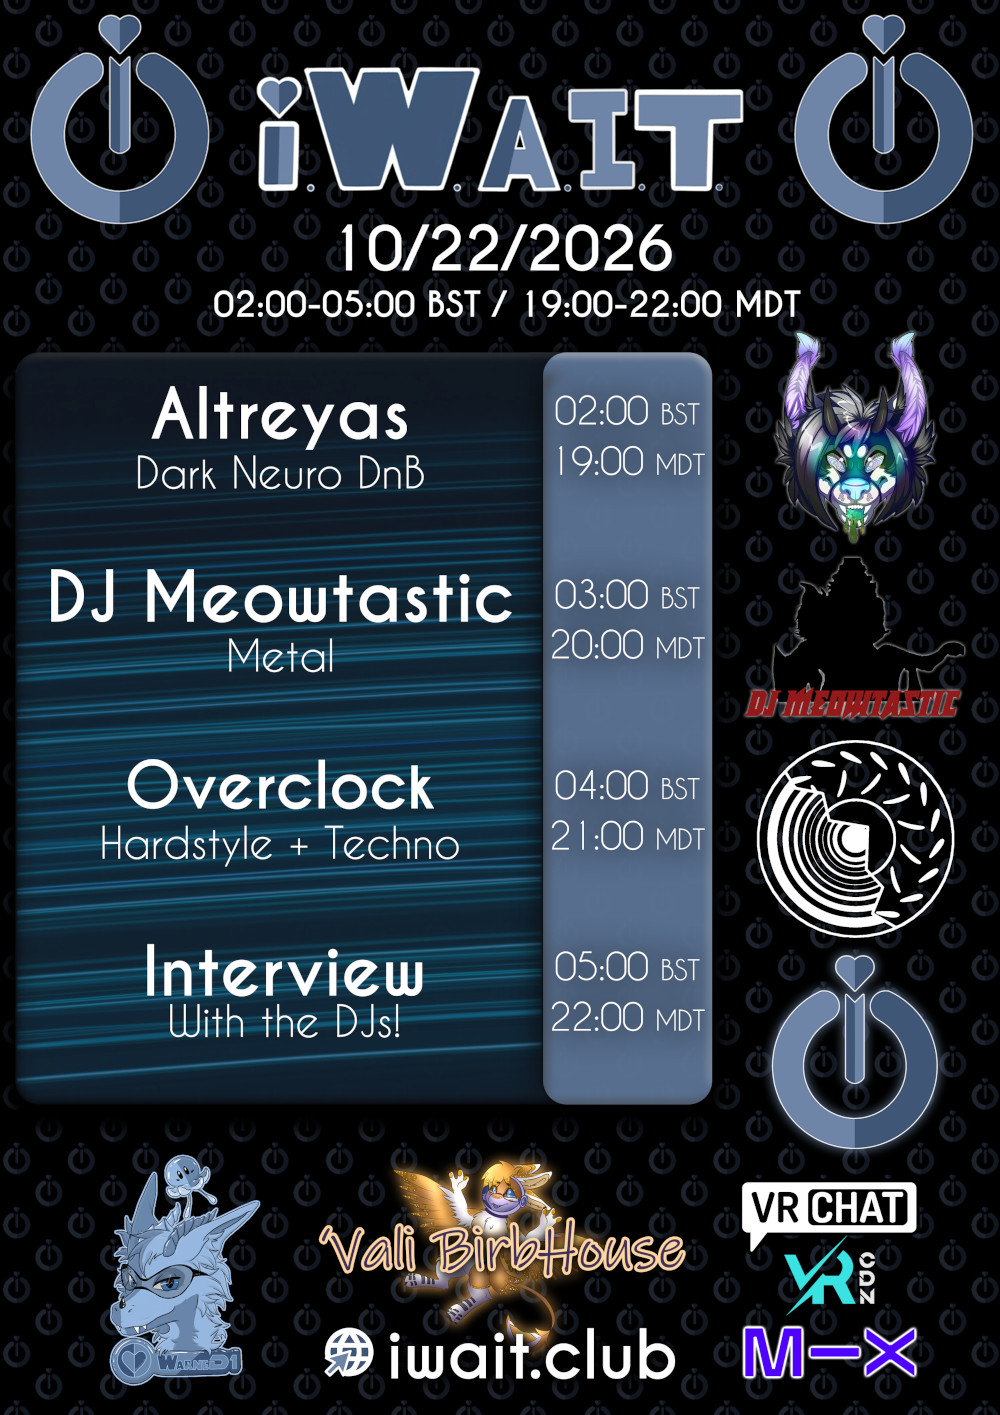 i.W.A.I.T.
10/22/2026
02:00-05:00 BST / 19:00-22:00 MDT
Altreyas
Dark Neuro DnB
02:00 BST
19:00 MDT
DJ Meowtastic
Metal
03:00 BST
20:00 MDT
DJ MEOWTASTIC
Overclock
Hardstyle + Techno
04:00 BST
21:00 MDT
Interview
With the DJs!
05:00 BST
22:00 MDT
WARNE01
'Vali BirbHouse
iwait.club
VRCHAT
VR CDN
M-X